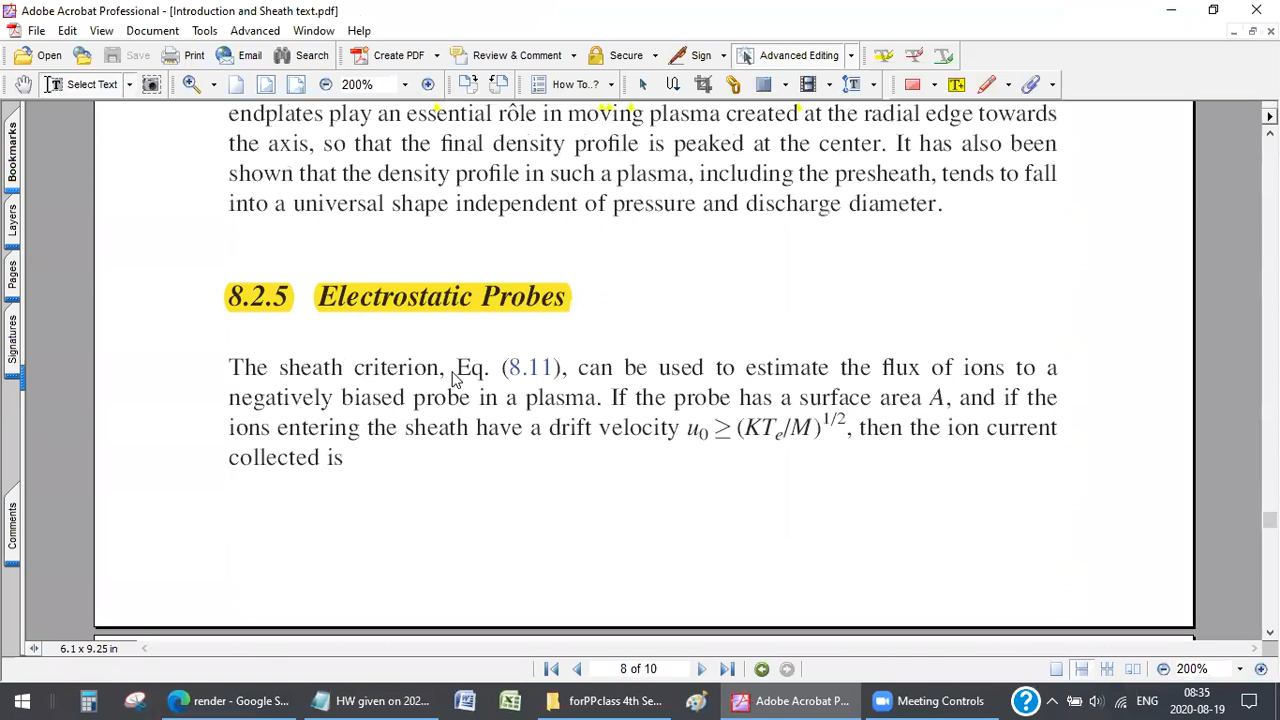 Adobe Acrobat Professional - [Introduction and Sheath text.pdf]
File Edit View Document Tools Advanced Window Help
Open Save Print Email Search Create PDF Review & Comment Secure Sign Advanced Editing
Select Text 200% How To..?
Bookmarks
Layers
Pages
Signatures
Comments
endplates play an essential rôle in moving plasma created at the radial edge towards
the axis, so that the final density profile is peaked at the center. It has also been
shown that the density profile in such a plasma, including the presheath, tends to fall
into a universal shape independent of pressure and discharge diameter.
8.2.5 Electrostatic Probes
The sheath criterion, Eq. (8.11), can be used to estimate the flux of ions to a
negatively biased probe in a plasma. If the probe has a surface area A, and if the
ions entering the sheath have a drift velocity u₀ ≥ (KTₑ/M)^1/2, then the ion current
collected is
6.1 x 9.25 in
8 of 10 200%
render - Google S... HW given on 202... forPPclass 4th Se... Adobe Acrobat P... Meeting Controls ENG 08:35
2020-08-19